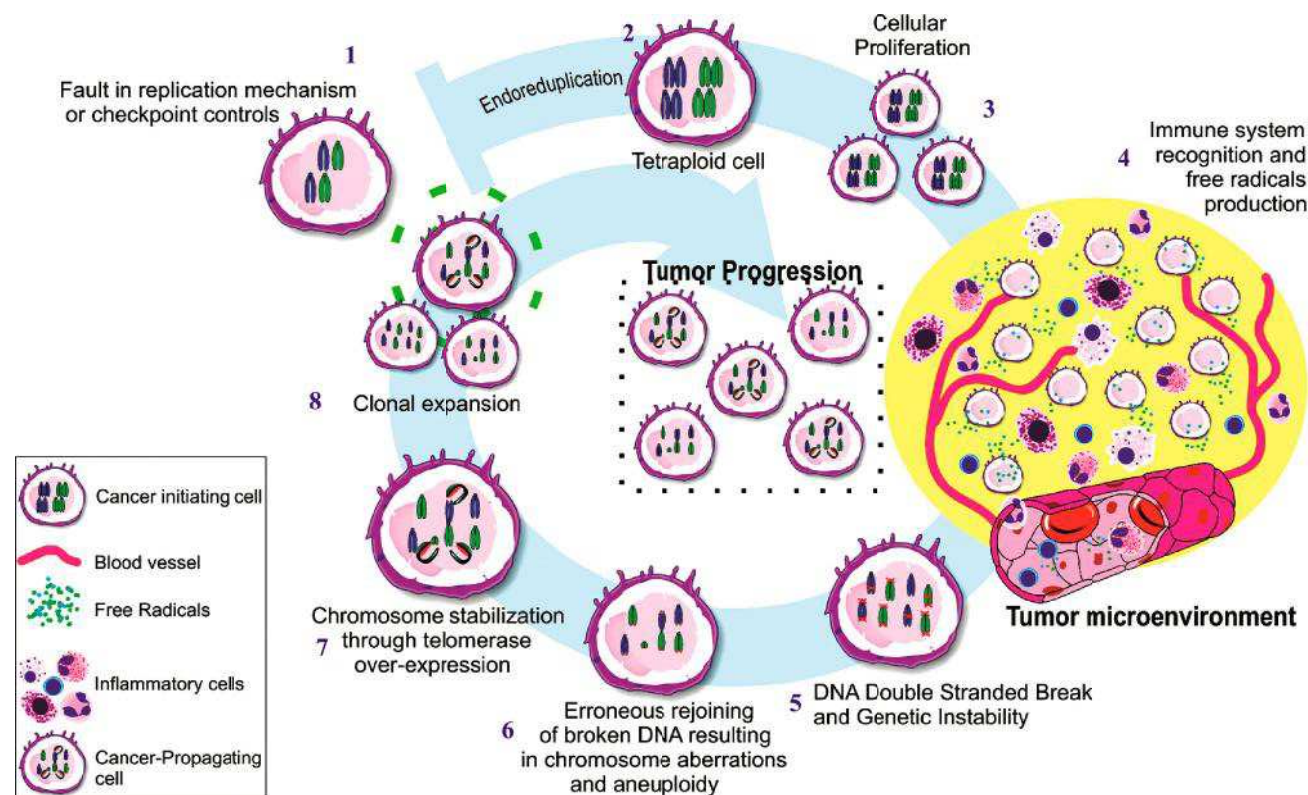 1
Fault in replication mechanism
or checkpoint controls
Endoreduplication
2
Tetraploid cell
Cellular
Proliferation
3
4
Immune system
recognition and
free radicals
production
Tumor Progression
Tumor microenvironment
5
DNA Double Stranded Break
and Genetic Instability
6
Erroneous rejoining
of broken DNA resulting
in chromosome aberrations
and aneuploidy
7
Chromosome stabilization
through telomerase
over-expression
8
Clonal expansion
Cancer initiating cell
Blood vessel
Free Radicals
Inflammatory cells
Cancer-Propagating
cell